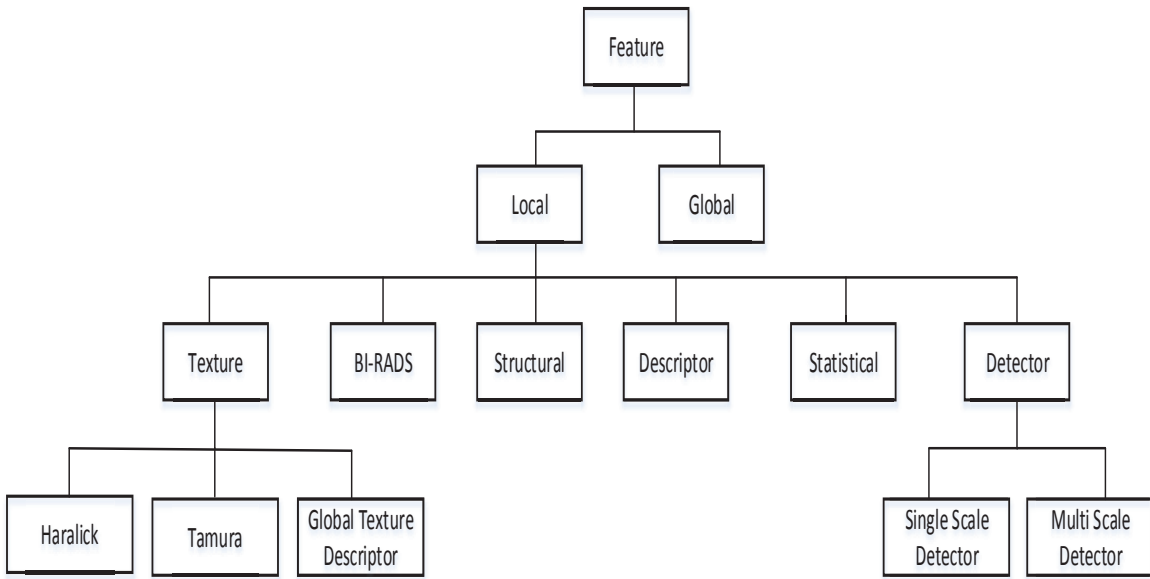 Feature
Local
Global
Texture
BI-RADS
Structural
Descriptor
Statistical
Detector
Haralick
Tamura
Global Texture
Descriptor
Single Scale
Detector
Multi Scale
Detector